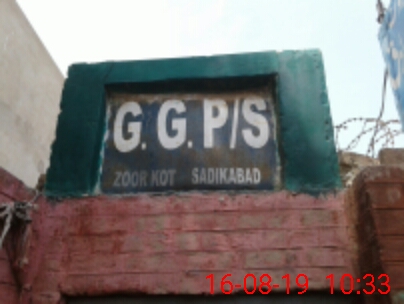 G. G. P/S
ZOOR KOT SADIKABAD
16-08-19 10:33